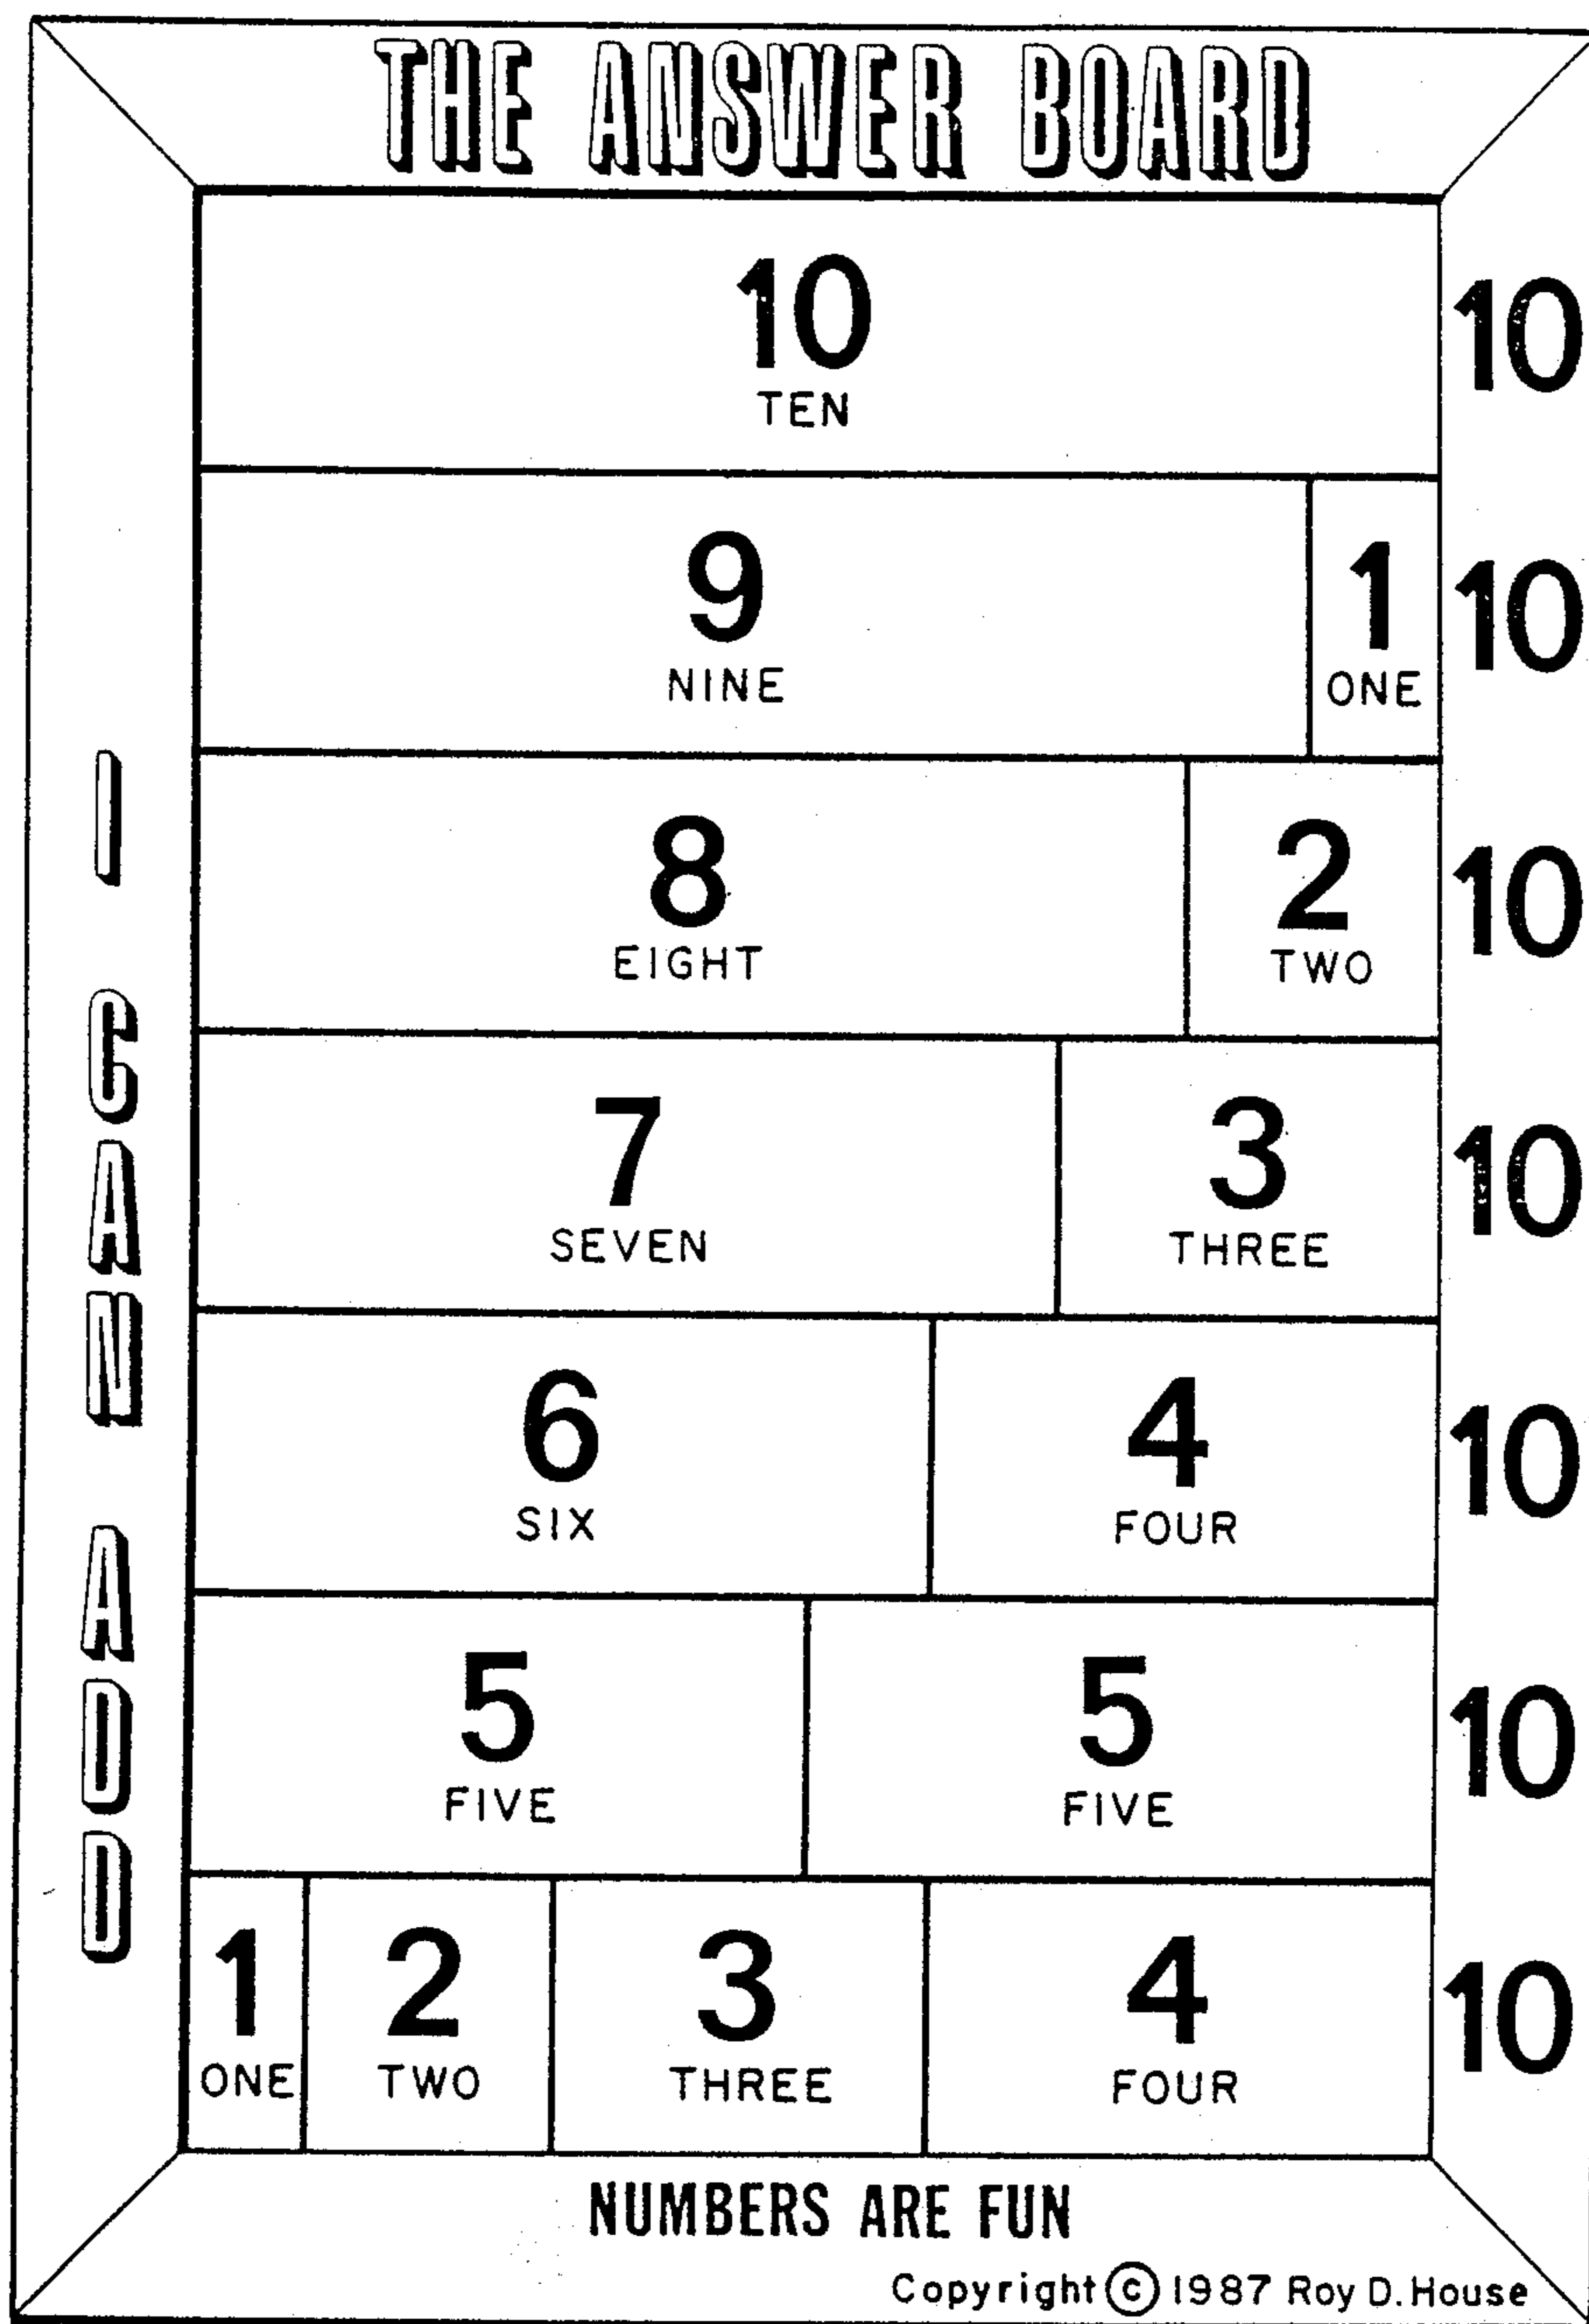 THE ANSWER BOARD
10 10
TEN
9 1 10
NINE ONE
8 2 10
EIGHT TWO
7 3 10
SEVEN THREE
6 4 10
SIX FOUR
5 5 10
FIVE FIVE
1 2 3 4 10
ONE TWO THREE FOUR
I CAN ADD
NUMBERS ARE FUN
Copyright © 1987 Roy D. House